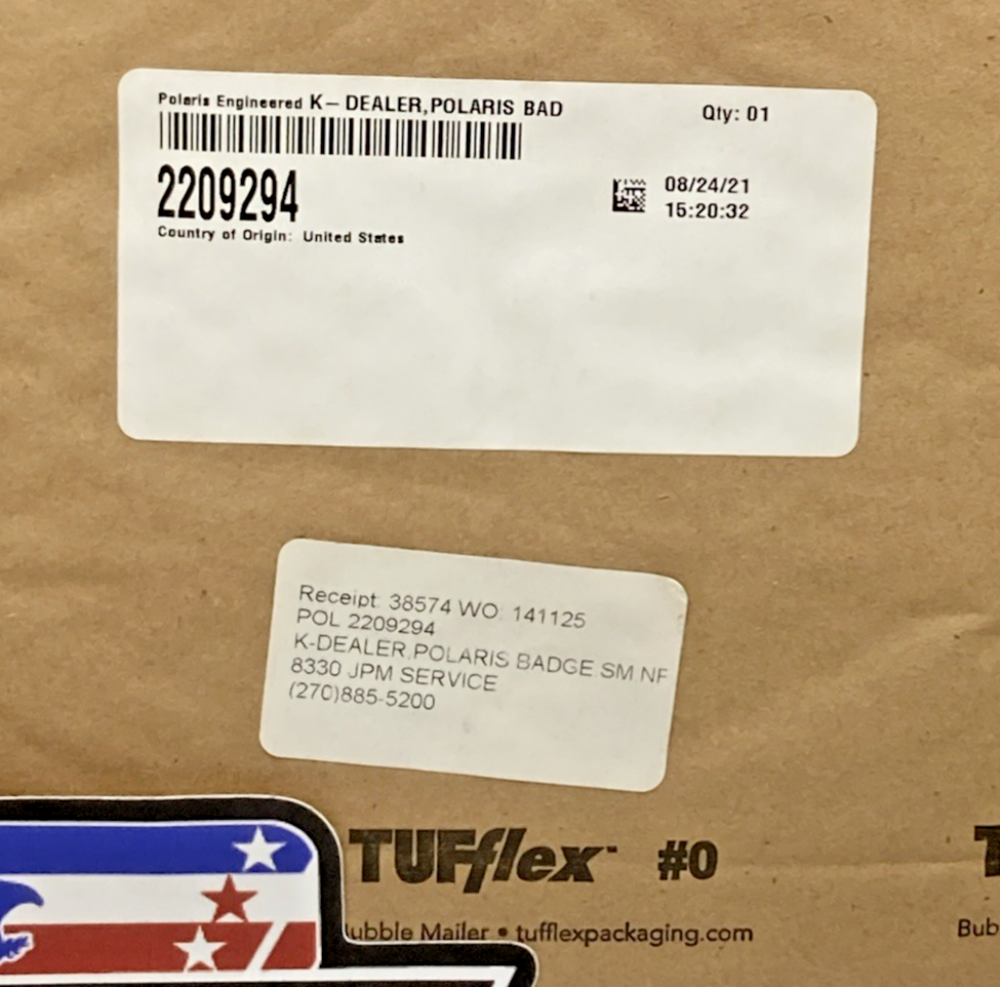 Polaris Engineered K- DEALER,POLARIS BAD
Qty: 01
2209294
08/24/21
15:20:32
Country of Origin: United States
Receipt: 38574 WO: 141125
POL 2209294
K-DEALER,POLARIS BADGE,SM,NF
8330 JPM SERVICE
(270)885-5200
TUFflex™ #0
ubble Mailer • tufflexpackaging.com
T
Bub